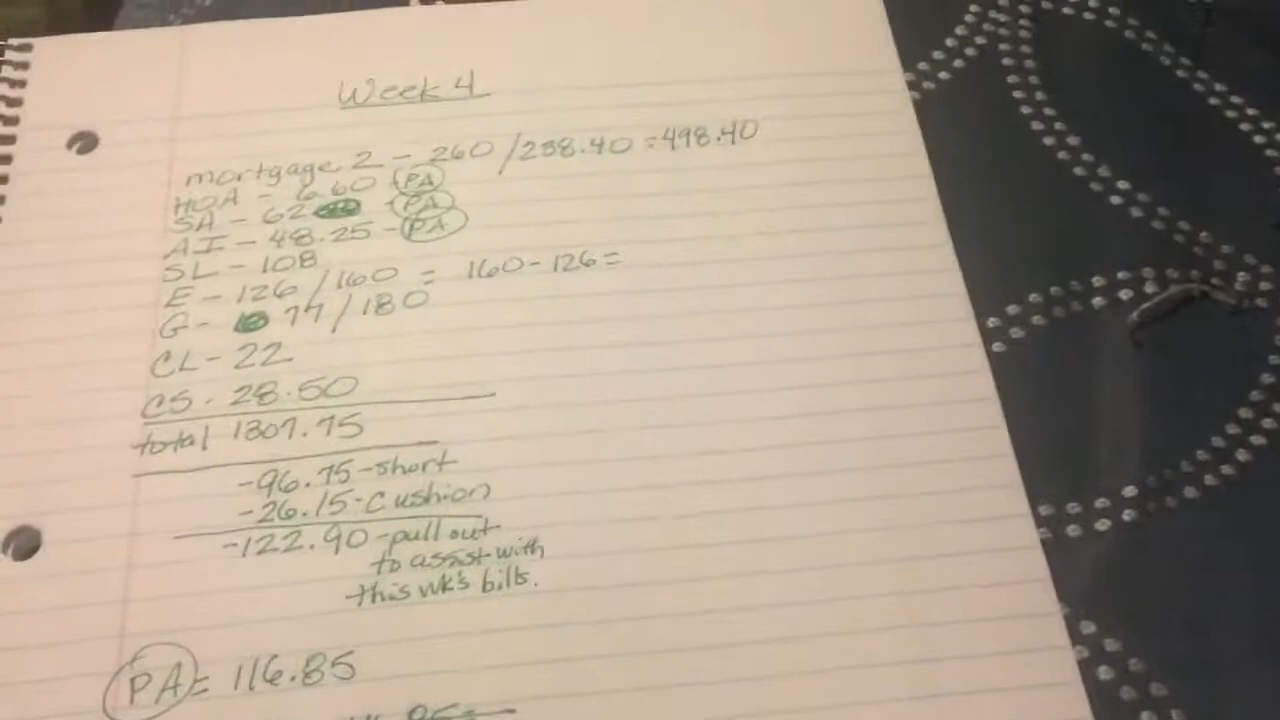 Week 4
mortgage 2 - 260 / 238.40 = 498.40
HOA - 6.60 - PA
SA - 62 - PA
AI - 48.25 - PA
SL - 108
E - 126 / 160 = 160 - 126 =
G - 77 / 180
CL - 22
CS - 28.50
total 1307.75
-96.75 - short
-26.15 - Cushion
-122.90 - pull out
to assist with
this wk's bills.
PA = 116.85